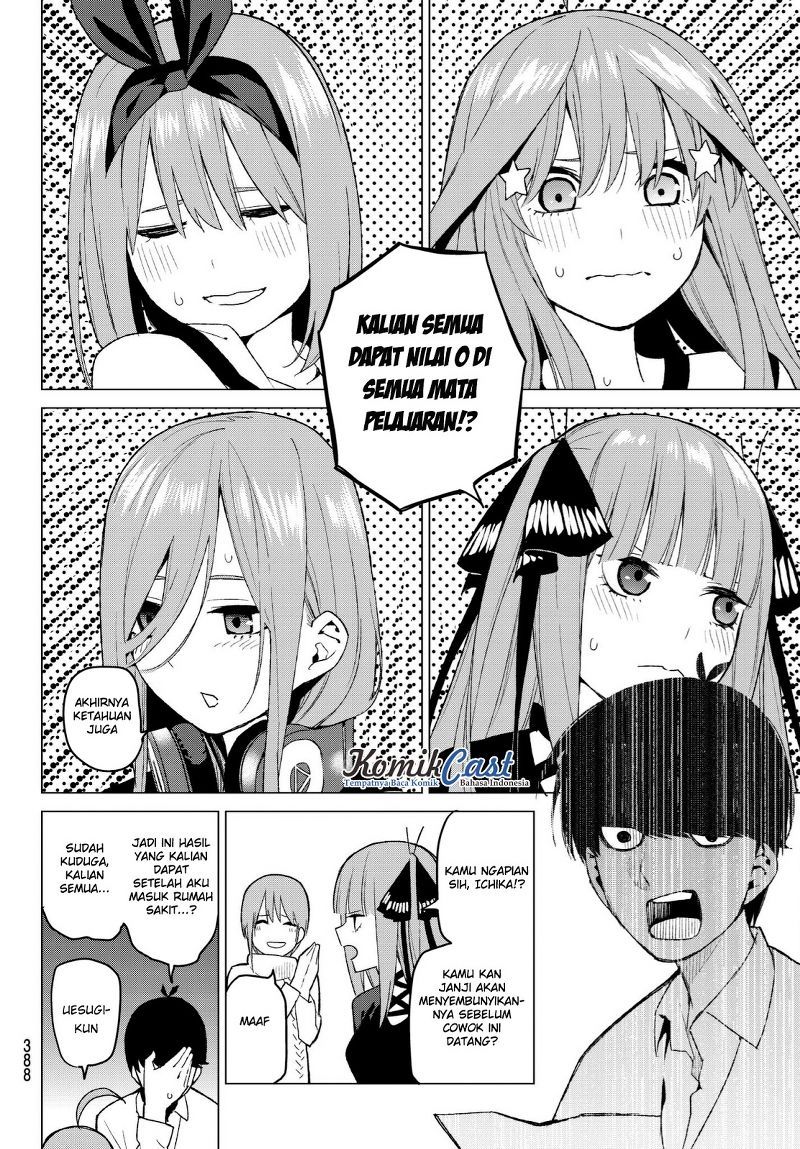 KALIAN SEMUA
DAPAT NILAI 0 DI
SEMUA MATA
PELAJARAN!?
AKHIRNYA
KETAHUAN
JUGA
KomikCast
Tempatnya Baca Komik Bahasa Indonesia
KAMU NGAPIAN
SIH, ICHIKA!?
KAMU KAN
JANJI AKAN
MENYEMBUNYIKAN-
NYA SEBELUM
COWOK INI
DATANG?
MAAF
JADI INI HASIL
YANG KALIAN
DAPAT
SETELAH AKU
MASUK RUMAH
SAKIT...?
SUDAH
KUDUGA,
KALIAN
SEMUA...
UESUGI-
KUN
388